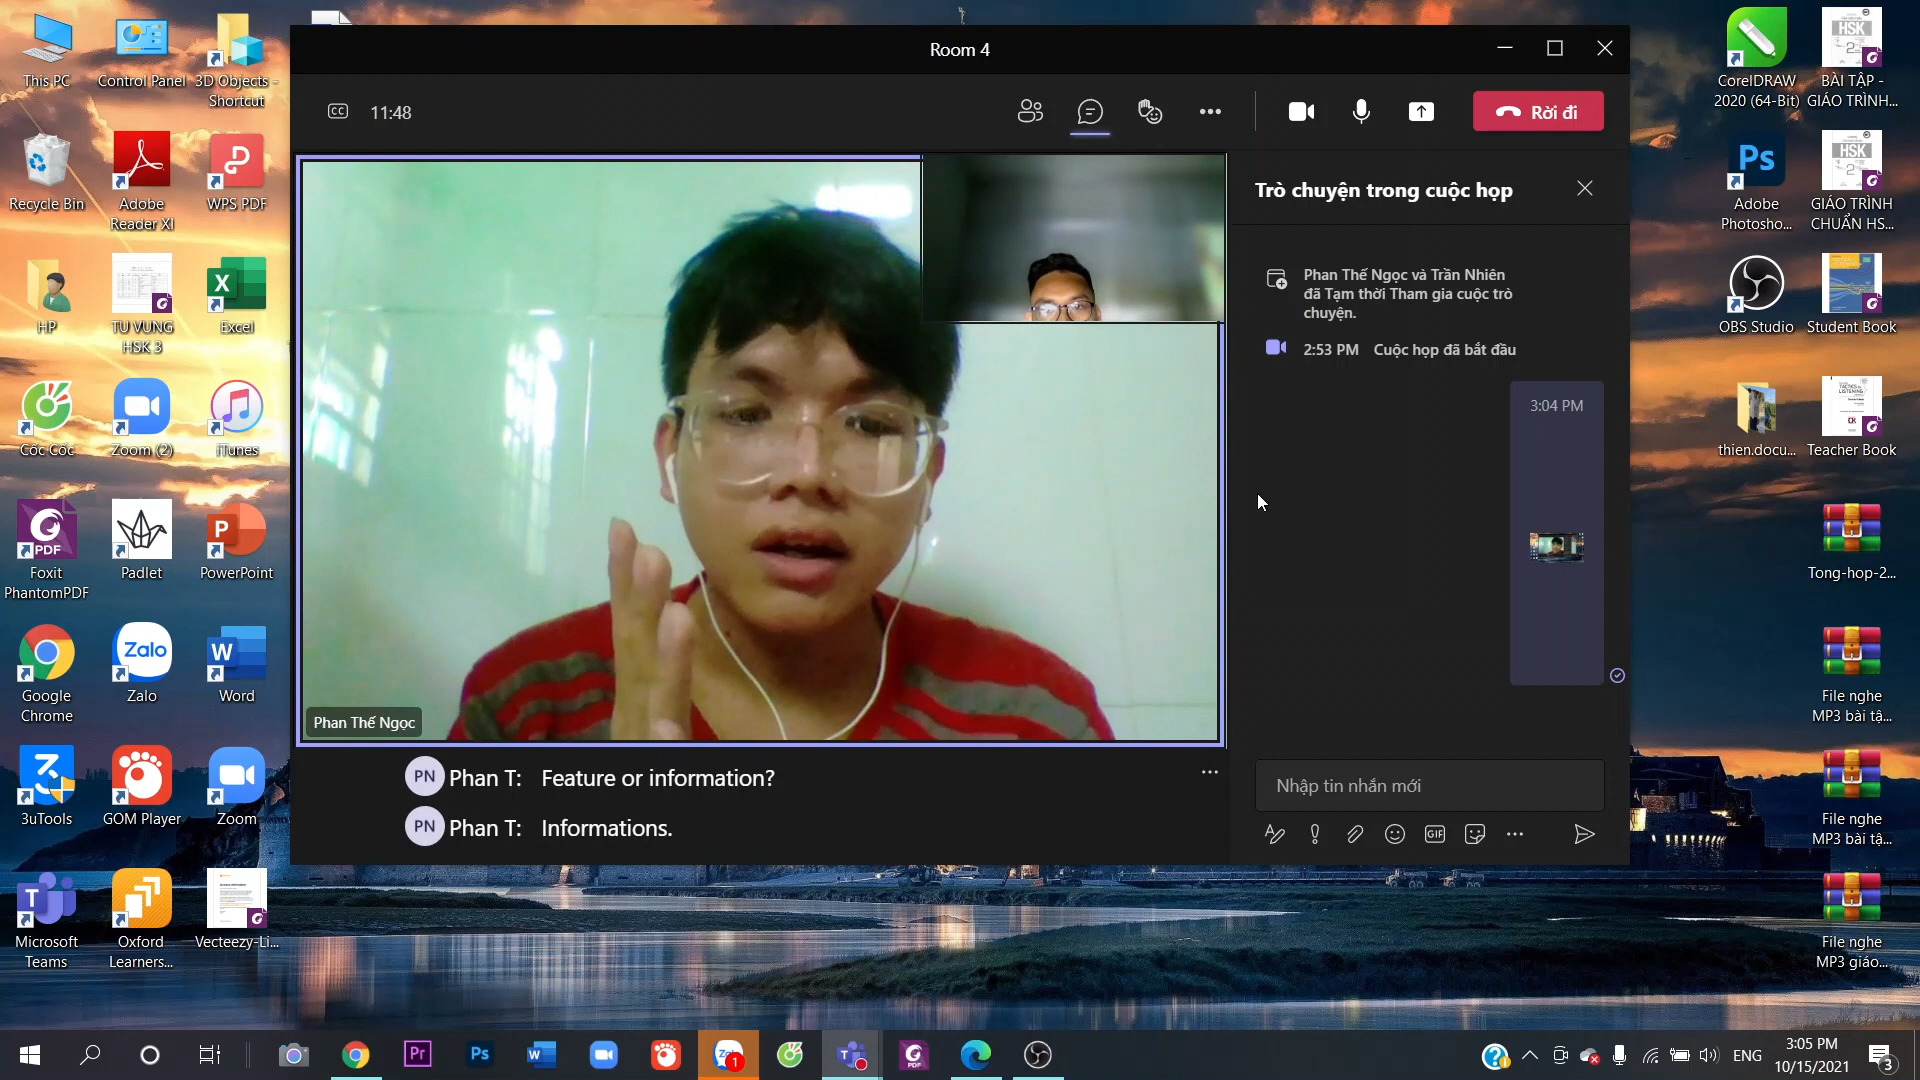 This PC
Control Panel
3D Objects -
Shortcut
Recycle Bin
Adobe
Reader XI
WPS PDF
HP
TU VUNG
HSK 3
Excel
Cốc Cốc
Zoom (2)
iTunes
Foxit
PhantomPDF
Padlet
PowerPoint
Google
Chrome
Zalo
Word
3uTools
GOM Player
Zoom
Microsoft
Teams
Oxford
Learners...
Vecteezy-Li...
Room 4
CC
11:48
Rời đi
Phan Thế Ngọc
PN Phan T: Feature or information?
PN Phan T: Informations.
Trò chuyện trong cuộc họp
Phan Thế Ngọc và Trần Nhiên
đã Tạm thời Tham gia cuộc trò
chuyện.
2:53 PM Cuộc họp đã bắt đầu
3:04 PM
Nhập tin nhắn mới
GIF
CorelDRAW
2020 (64-Bit)
BÀI TẬP -
GIÁO TRÌNH...
Adobe
Photosho...
GIÁO TRÌNH
CHUẨN HS...
OBS Studio
Student Book
thien.docu...
Teacher Book
Tong-hop-2...
File nghe
MP3 bài tậ...
File nghe
MP3 bài tậ...
File nghe
MP3 giáo...
ENG
3:05 PM
10/15/2021
3